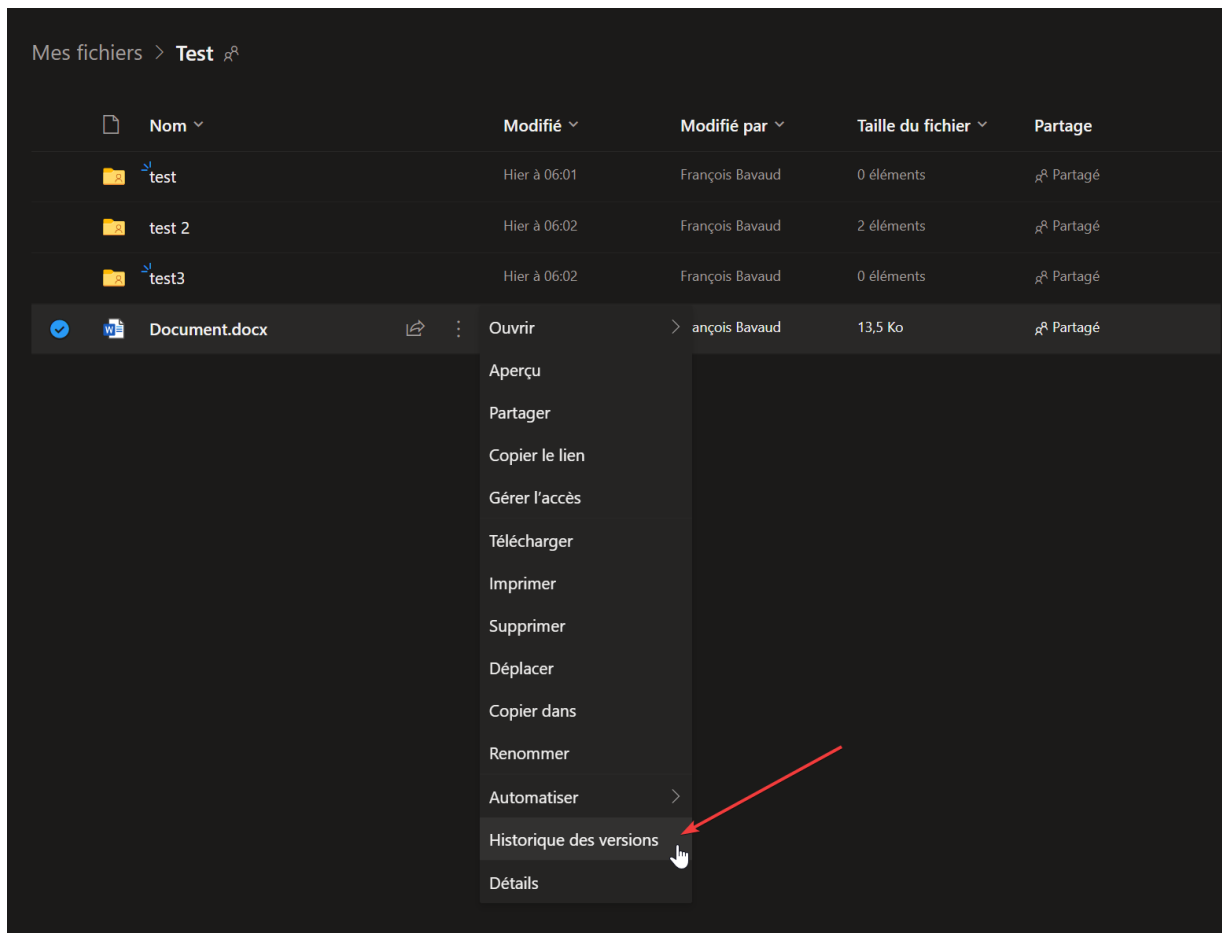 Mes fichiers > Test
Nom Modifié Modifié par Taille du fichier Partage
test Hier à 06:01 François Bavaud 0 éléments Partagé
test 2 Hier à 06:02 François Bavaud 2 éléments Partagé
test3 Hier à 06:02 François Bavaud 0 éléments Partagé
Document.docx Ouvrir ançois Bavaud 13,5 Ko Partagé
Aperçu
Partager
Copier le lien
Gérer l'accès
Télécharger
Imprimer
Supprimer
Déplacer
Copier dans
Renommer
Automatiser
Historique des versions
Détails